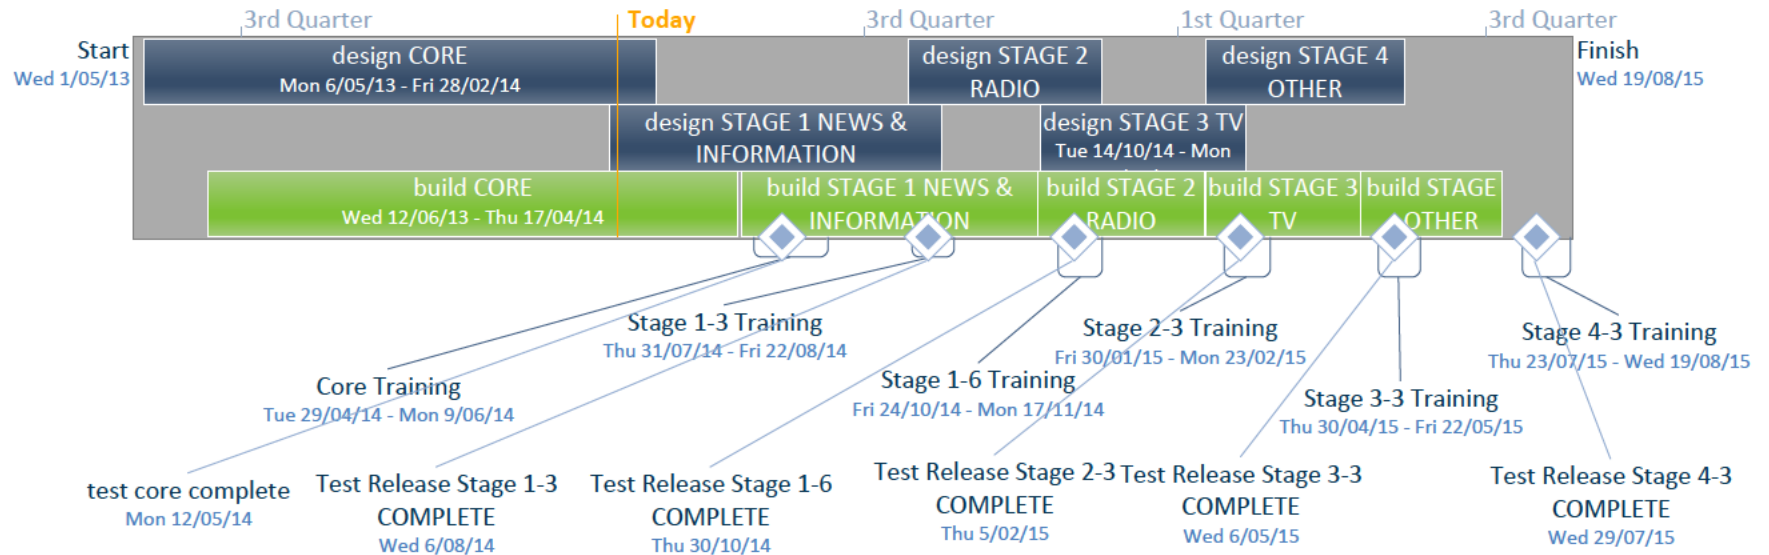 3rd Quarter
Today
3rd Quarter
1st Quarter
3rd Quarter
Start
Wed 1/05/13
design CORE
Mon 6/05/13 - Fri 28/02/14
design STAGE 2
RADIO
design STAGE 4
OTHER
Finish
Wed 19/08/15
design STAGE 1 NEWS &
INFORMATION
design STAGE 3 TV
Tue 14/10/14 - Mon
build CORE
Wed 12/06/13 - Thu 17/04/14
build STAGE 1 NEWS &
INFORMATION
build STAGE 2
RADIO
build STAGE 3
TV
build STAGE
OTHER
Stage 1-3 Training
Thu 31/07/14 - Fri 22/08/14
Stage 2-3 Training
Fri 30/01/15 - Mon 23/02/15
Stage 4-3 Training
Thu 23/07/15 - Wed 19/08/15
Core Training
Tue 29/04/14 - Mon 9/06/14
Stage 1-6 Training
Fri 24/10/14 - Mon 17/11/14
Stage 3-3 Training
Thu 30/04/15 - Fri 22/05/15
test core complete
Mon 12/05/14
Test Release Stage 1-3
COMPLETE
Wed 6/08/14
Test Release Stage 1-6
COMPLETE
Thu 30/10/14
Test Release Stage 2-3
COMPLETE
Thu 5/02/15
Test Release Stage 3-3
COMPLETE
Wed 6/05/15
Test Release Stage 4-3
COMPLETE
Wed 29/07/15